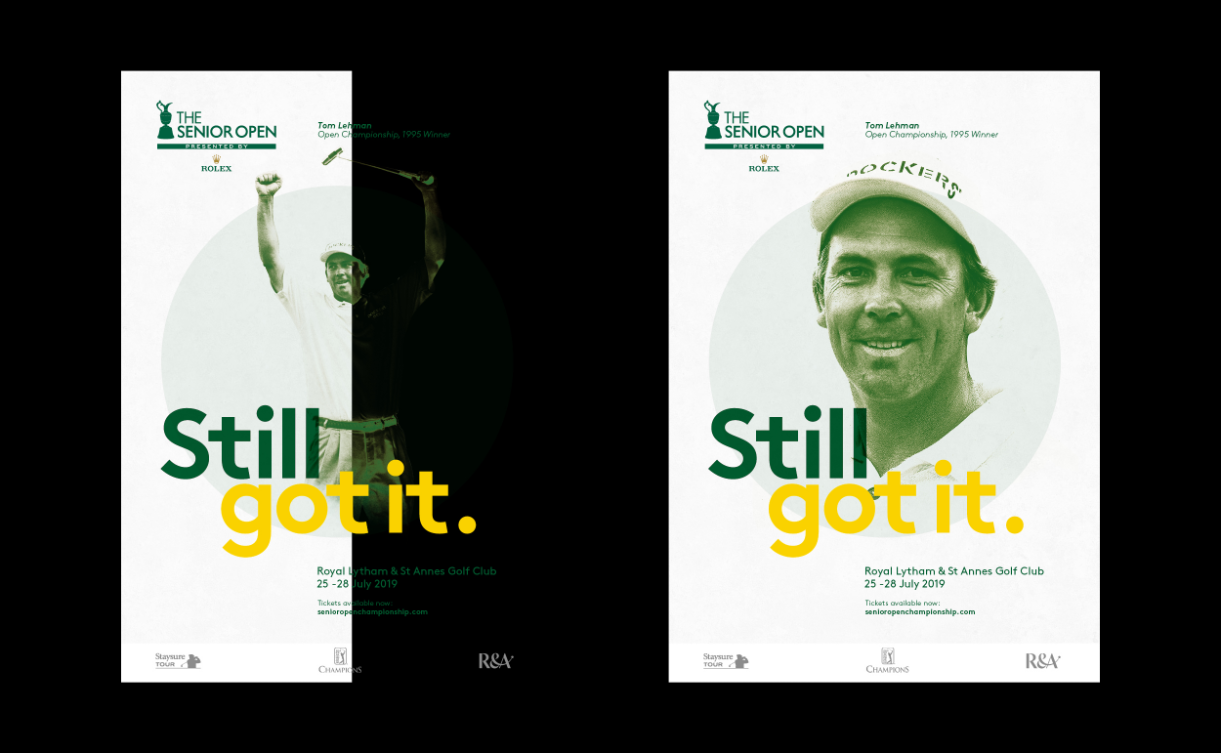 THE
SENIOR OPEN
PRESENTED BY
ROLEX
Tom Lehman
Open Championship, 1995 Winner
Still
got it.
Royal Lytham & St Annes Golf Club
25 -28 July 2019
Tickets available now:
senioropenchampionship.com
Staysure
TOUR
CHAMPIONS
R&A
THE
SENIOR OPEN
PRESENTED BY
ROLEX
Tom Lehman
Open Championship, 1995 Winner
DOCKERS
Still
got it.
Royal Lytham & St Annes Golf Club
25 -28 July 2019
Tickets available now:
senioropenchampionship.com
Staysure
TOUR
CHAMPIONS
R&A